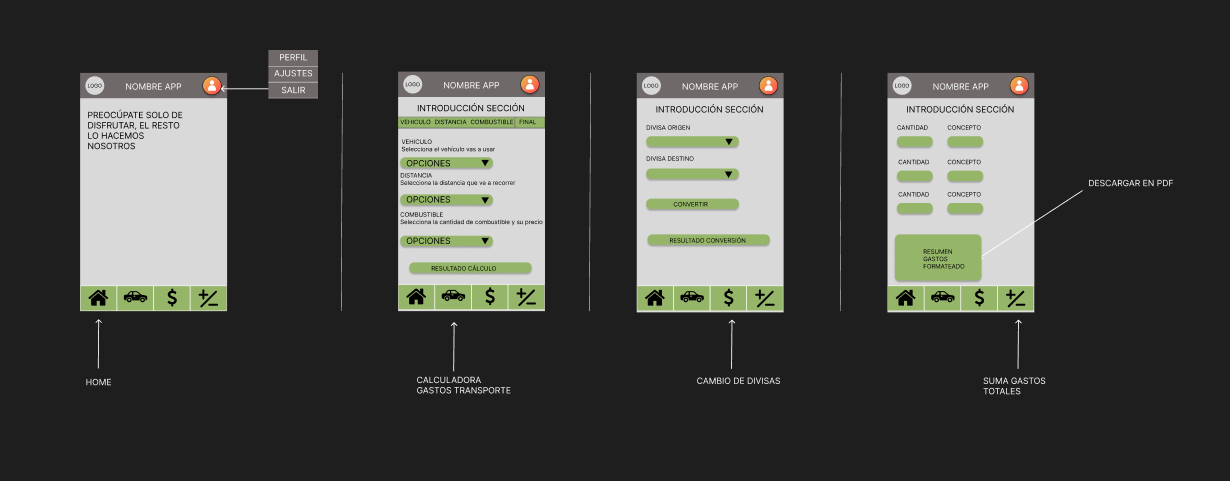 PERFIL
AJUSTES
SALIR
LOGO
NOMBRE APP
PREOCÚPATE SOLO DE
DISFRUTAR, EL RESTO
LO HACEMOS
NOSOTROS
HOME
LOGO
NOMBRE APP
INTRODUCCIÓN SECCIÓN
VEHICULO DISTANCIA COMBUSTIBLE FINAL
VEHICULO
Selecciona el vehículo vas a usar
OPCIONES
DISTANCIA
Selecciona la distancia que va a recorrer
OPCIONES
COMBUSTIBLE
Selecciona la cantidad de combustible y su precio
OPCIONES
RESULTADO CÁLCULO
$
CALCULADORA
GASTOS TRANSPORTE
LOGO
NOMBRE APP
INTRODUCCIÓN SECCIÓN
DIVISA ORIGEN
DIVISA DESTINO
CONVERTIR
RESULTADO CONVERSIÓN
$
CAMBIO DE DIVISAS
LOGO
NOMBRE APP
INTRODUCCIÓN SECCIÓN
CANTIDAD CONCEPTO
CANTIDAD CONCEPTO
CANTIDAD CONCEPTO
RESUMEN
GASTOS
FORMATEADO
$
DESCARGAR EN PDF
SUMA GASTOS
TOTALES